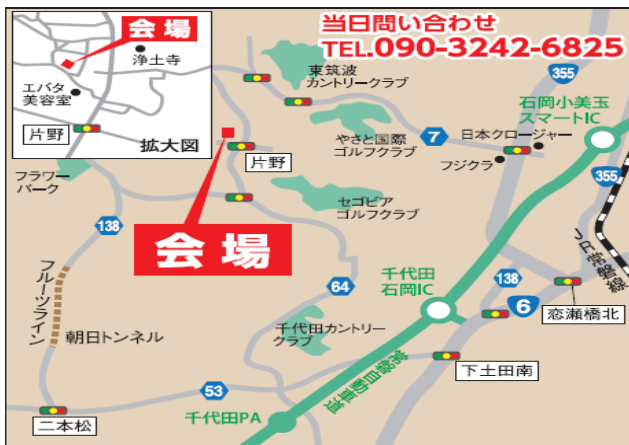 会場
浄土寺
エバタ
美容室
片野
拡大図
当日問い合わせ
TEL.090-3242-6825
東筑波
カントリークラブ
355
石岡小美玉
スマートIC
やさと国際
ゴルフクラブ
7
日本クロージャー
フジクラ
片野
フラワー
パーク
355
セゴビア
ゴルフクラブ
138
会場
JR常磐線
フルーツライン
64
千代田
石岡IC
138
6
恋瀬橋北
朝日トンネル
千代田カントリー
クラブ
下土田南
常磐自動車道
53
千代田PA
二本松